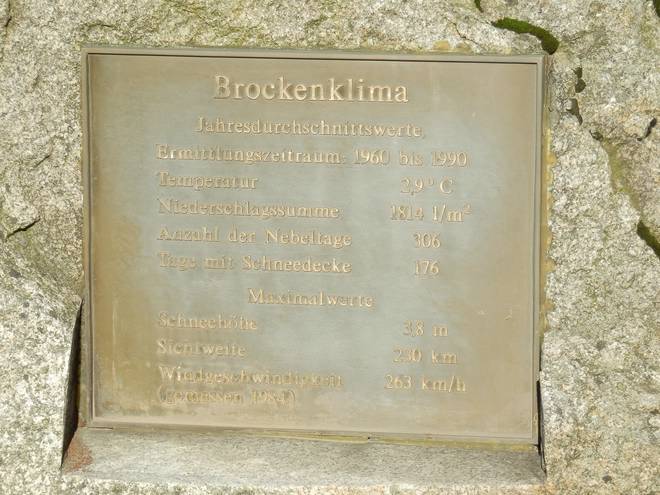 Brockenklima
Jahresdurchschnittswerte,
Ermittlungszeitraum: 1960 bis 1990
Temperatur 2,9° C
Niederschlagssumme 1814 l/m²
Anzahl der Nebeltage 306
Tage mit Schneedecke 176
Maximalwerte
Schneehöhe 3,8 m
Sichtweite 230 km
Windgeschwindigkeit 263 km/h
(gemessen 1984)